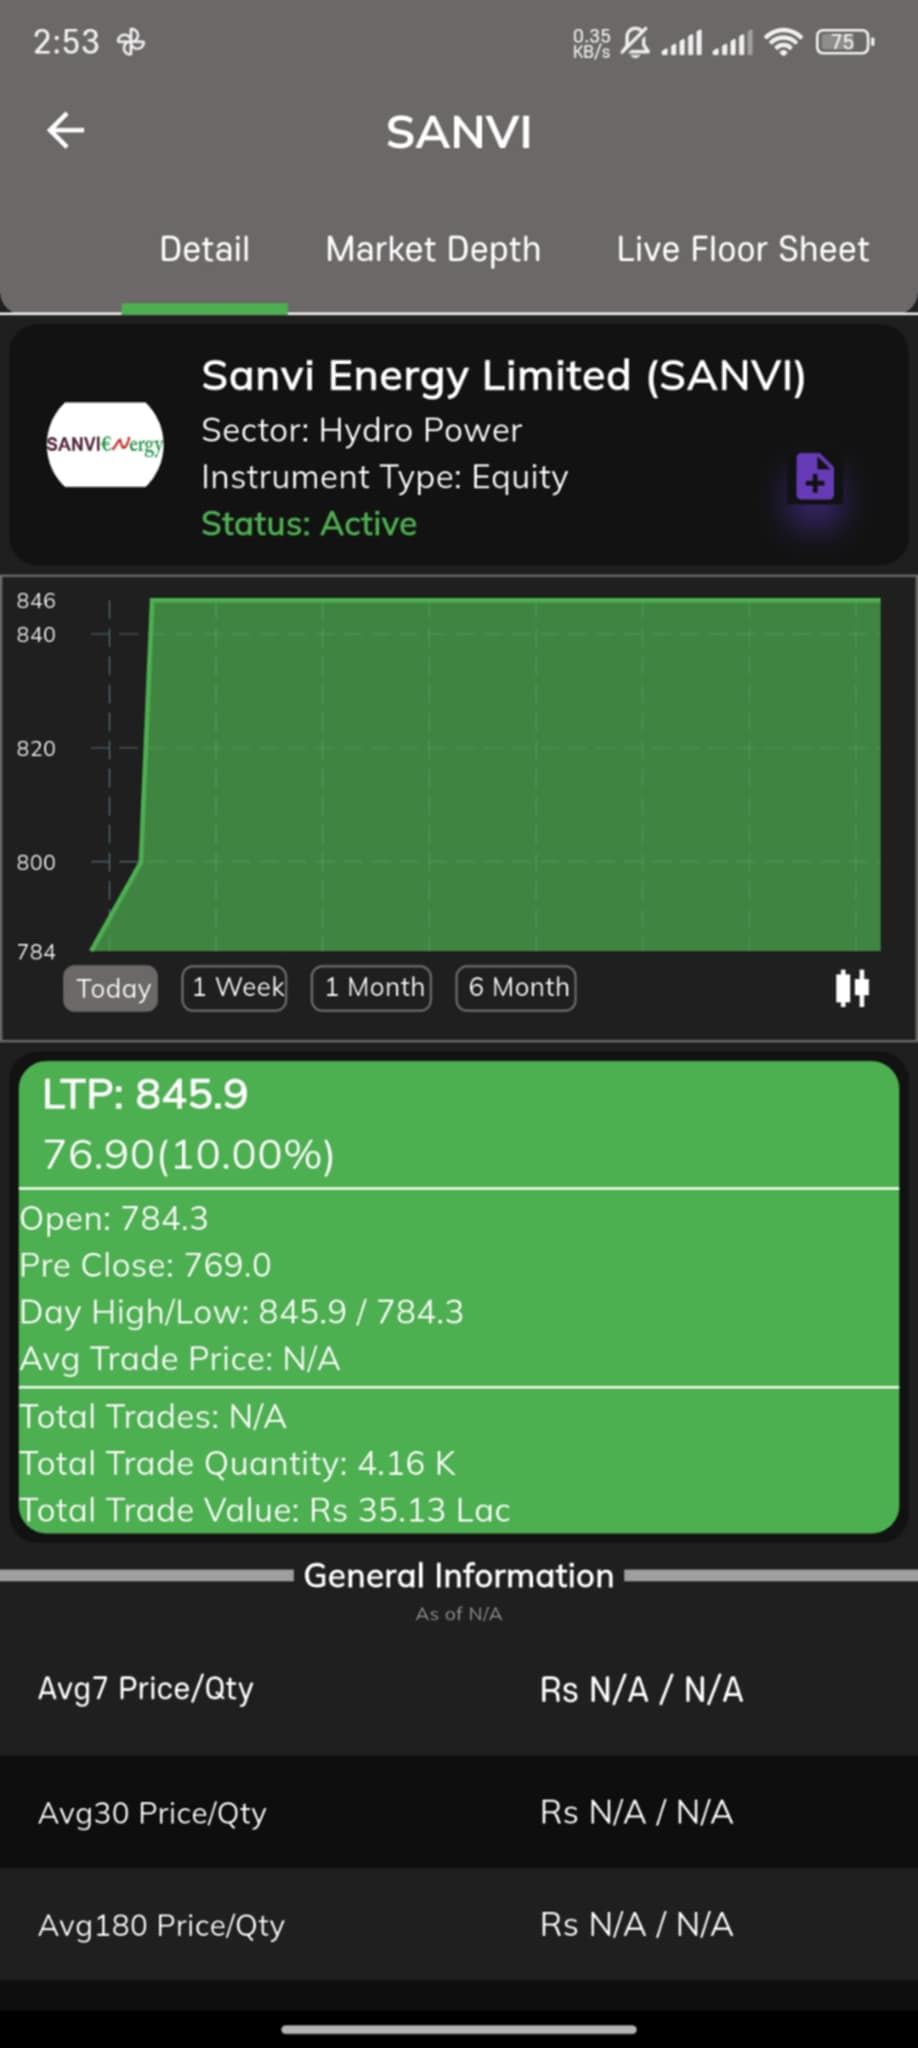 2:53
0.35
KB/s
75
SANVI
Detail
Market Depth
Live Floor Sheet
SANVIENergy
Sanvi Energy Limited (SANVI)
Sector: Hydro Power
Instrument Type: Equity
Status: Active
846
840
820
800
784
Today
1 Week
1 Month
6 Month
LTP: 845.9
76.90(10.00%)
Open: 784.3
Pre Close: 769.0
Day High/Low: 845.9 / 784.3
Avg Trade Price: N/A
Total Trades: N/A
Total Trade Quantity: 4.16 K
Total Trade Value: Rs 35.13 Lac
General Information
As of N/A
Avg7 Price/Qty
Rs N/A / N/A
Avg30 Price/Qty
Rs N/A / N/A
Avg180 Price/Qty
Rs N/A / N/A